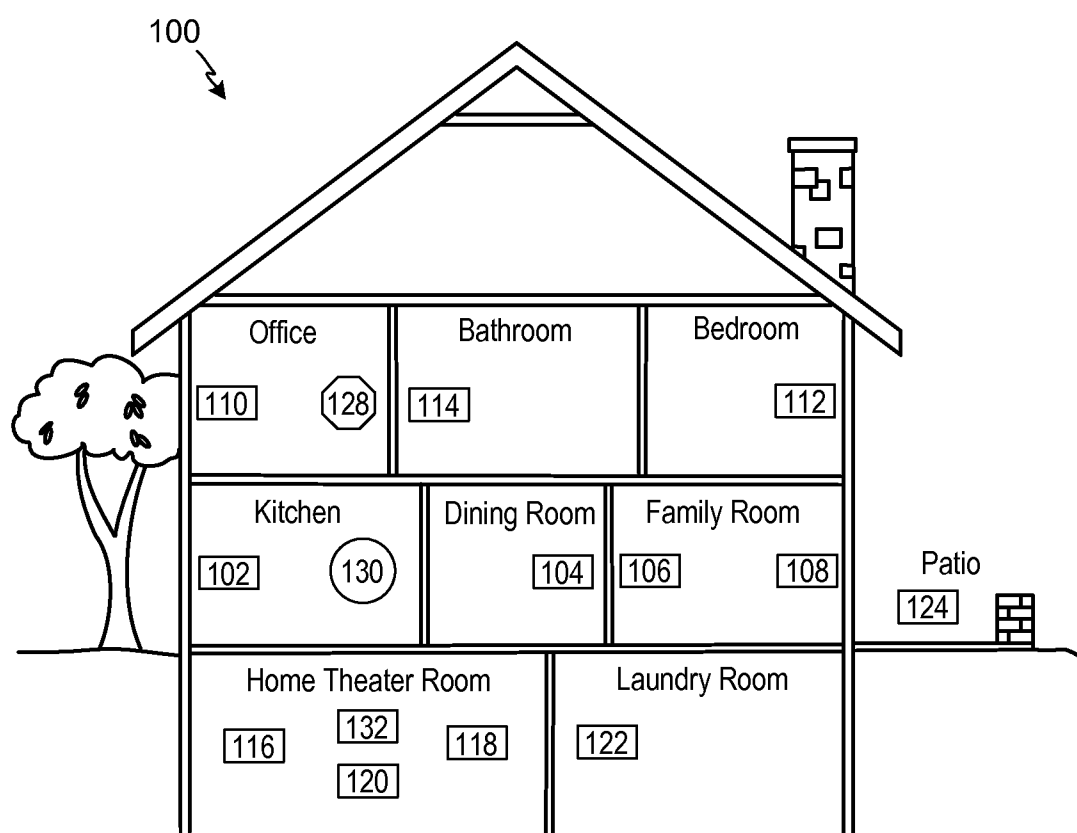 100
Office
Bathroom
Bedroom
110
128
114
112
Kitchen
Dining Room
Family Room
102
130
104
106
108
Patio
124
Home Theater Room
Laundry Room
116
132
118
120
122